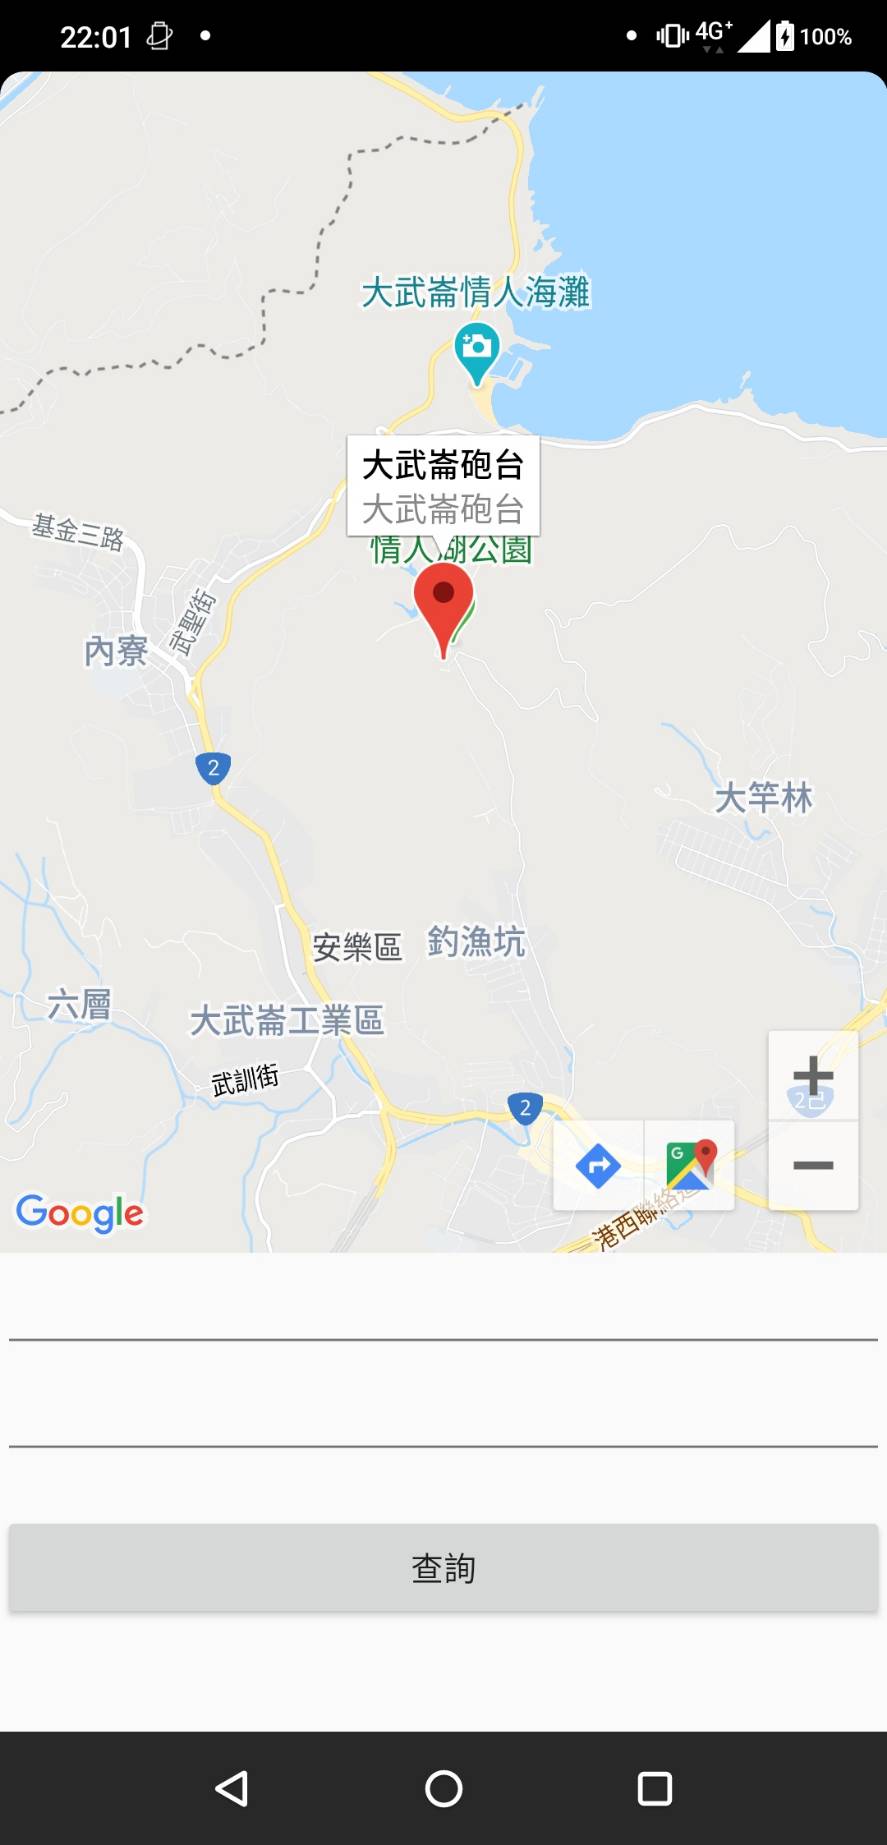 22:01
4G+
100%
大武崙情人海灘
大武崙砲台
大武崙砲台
情人湖公園
基金三路
武聖街
內寮
2
大竿林
安樂區
釣漁坑
六層
大武崙工業區
武訓街
2
2己
G
港西聯絡道
Google
查詢